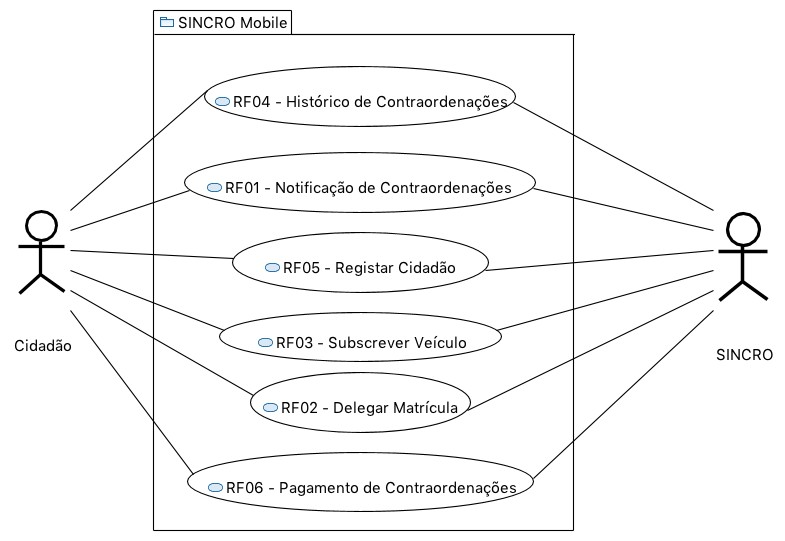 SINCRO Mobile
RF04 - Histórico de Contraordenações
RF01 - Notificação de Contraordenações
RF05 - Registar Cidadão
RF03 - Subscrever Veículo
Cidadão
SINCRO
RF02 - Delegar Matrícula
RF06 - Pagamento de Contraordenações